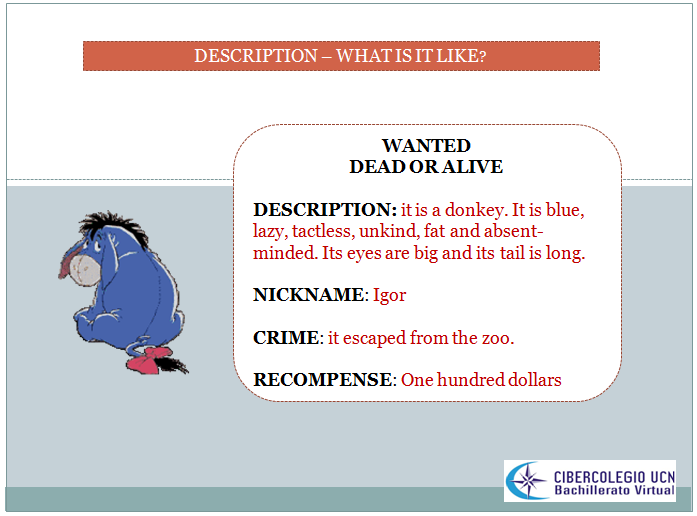 DESCRIPTION – WHAT IS IT LIKE?
WANTED
DEAD OR ALIVE
DESCRIPTION: it is a donkey. It is blue,
lazy, tactless, unkind, fat and absent-
minded. Its eyes are big and its tail is long.
NICKNAME: Igor
CRIME: it escaped from the zoo.
RECOMPENSE: One hundred dollars
CIBERCOLEGIO UCN
Bachillerato Virtual